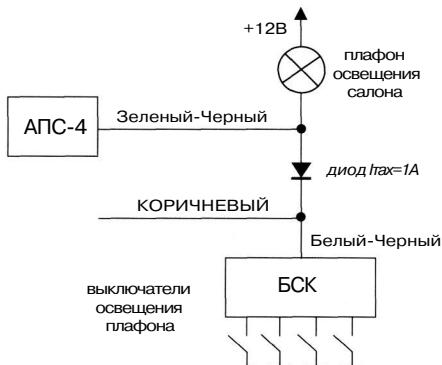 +12В
плафон
освещения
салона
АПС-4
Зеленый-Черный
диод Imax=1A
КОРИЧНЕВЫЙ
Белый-Черный
БСК
выключатели
освещения
плафона